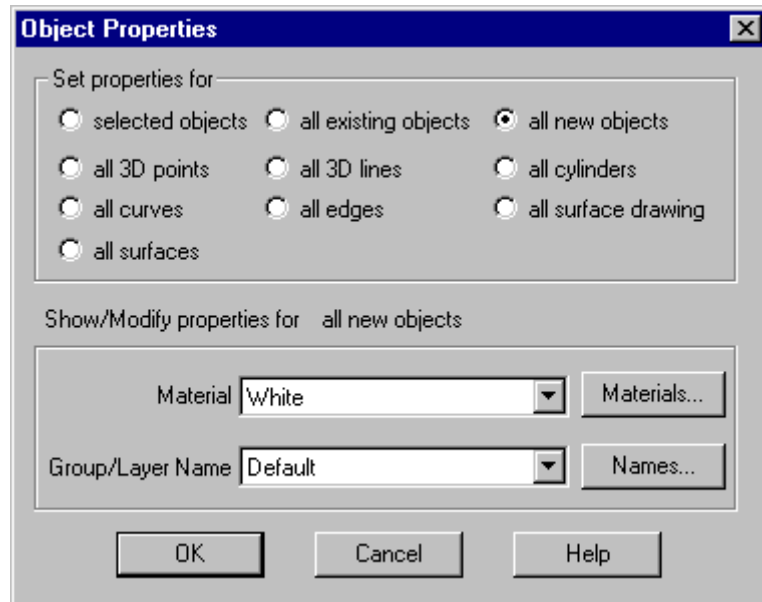 Object Properties
Set properties for
selected objects all existing objects all new objects
all 3D points all 3D lines all cylinders
all curves all edges all surface drawing
all surfaces
Show/Modify properties for all new objects
Material White Materials...
Group/Layer Name Default Names...
OK Cancel Help